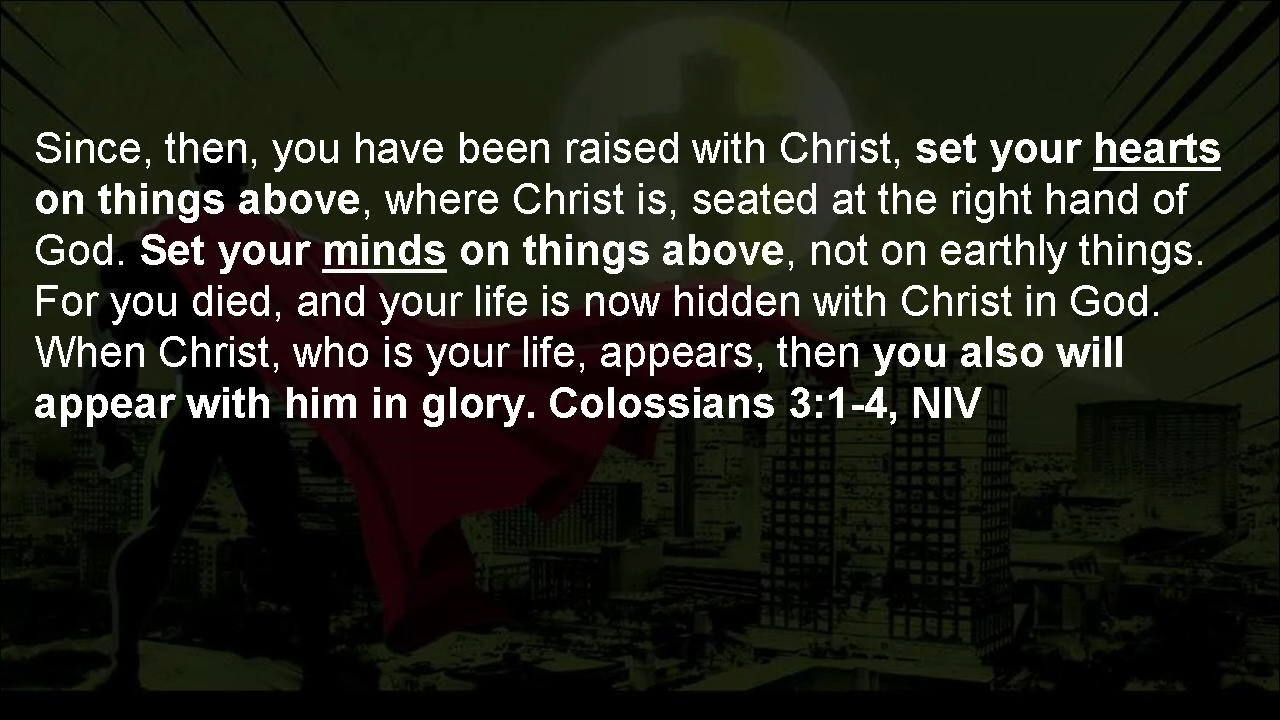 Since, then, you have been raised with Christ, set your hearts
on things above, where Christ is, seated at the right hand of
God. Set your minds on things above, not on earthly things.
For you died, and your life is now hidden with Christ in God.
When Christ, who is your life, appears, then you also will
appear with him in glory. Colossians 3:1-4, NIV